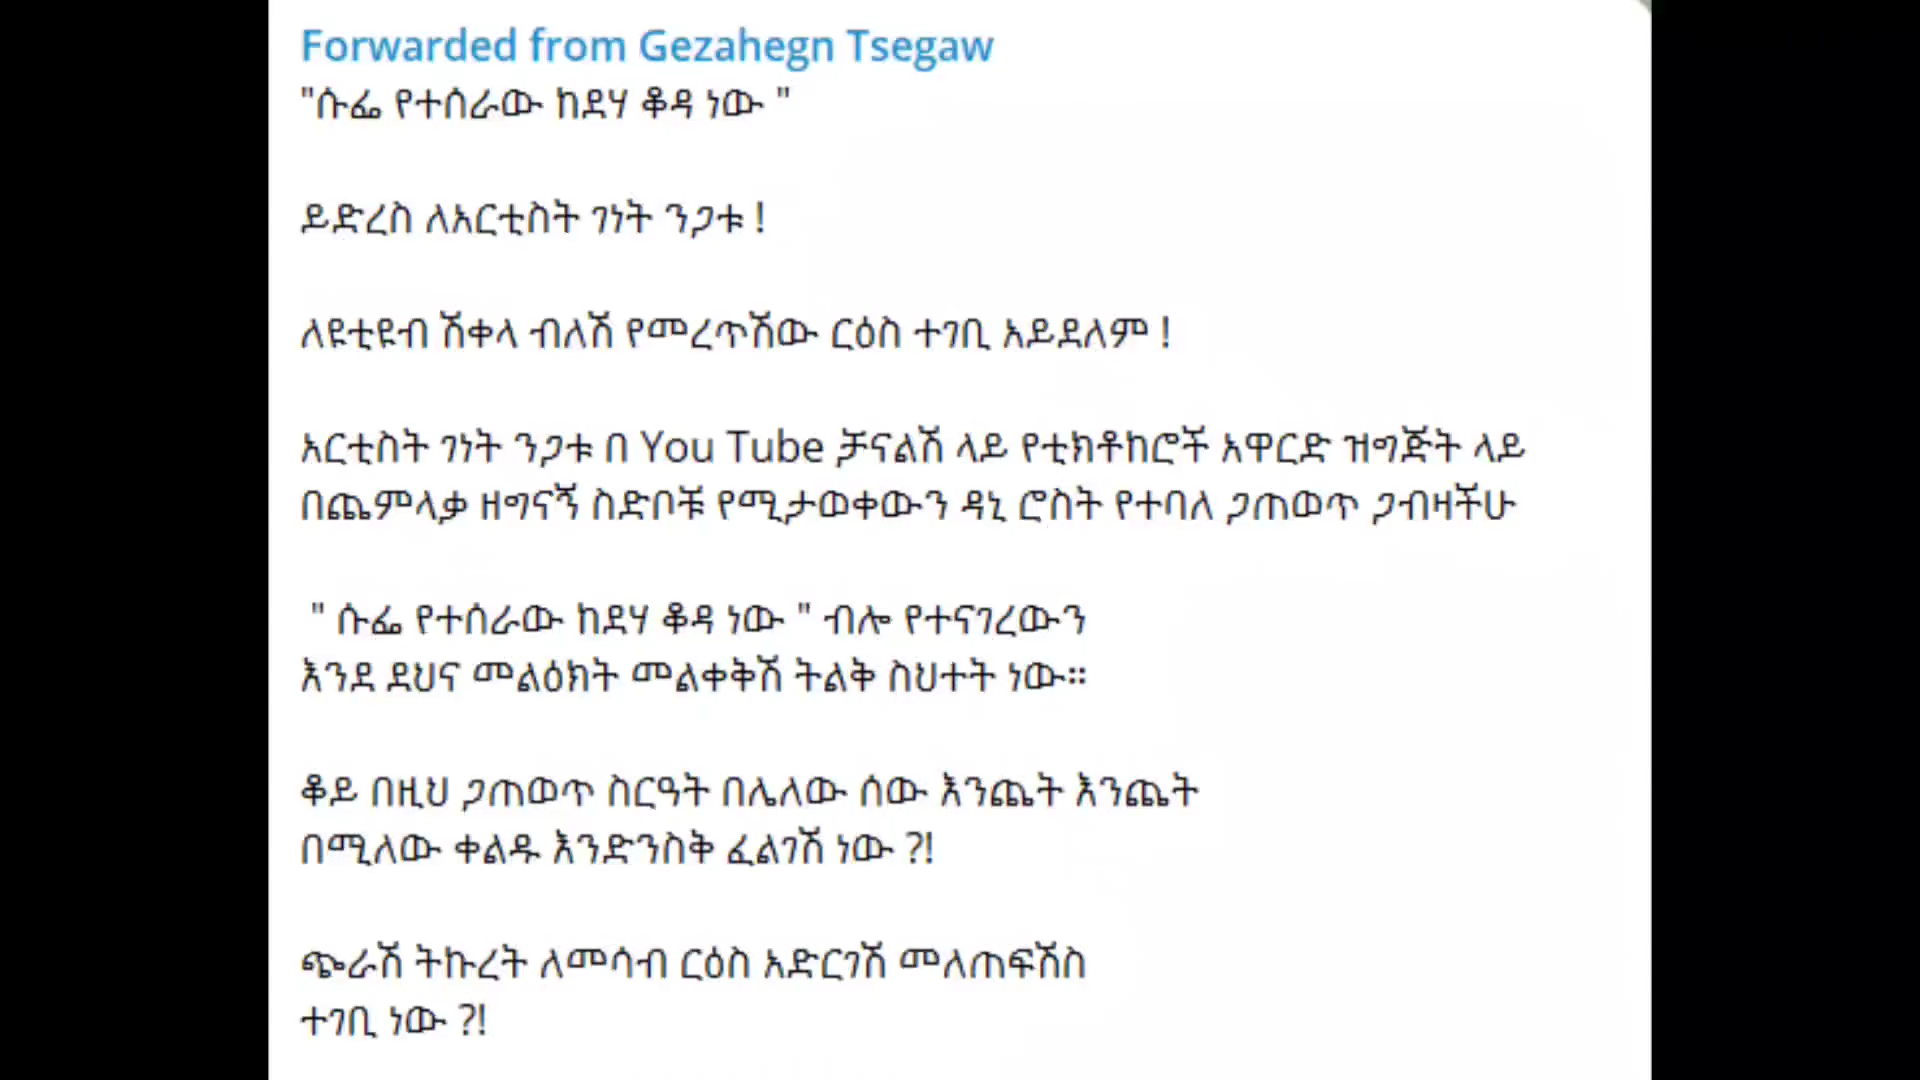 Forwarded from Gezahegn Tsegaw
"ሱፌ የተሰራው ከደሃ ቆዳ ነው "
ይድረስ ለአርቲስት ገነት ንጋቱ !
ለዩቲዩብ ሽቀላ ብለሽ የመረጥሽው ርዕስ ተገቢ አይደለም !
አርቲስት ገነት ንጋቱ በ You Tube ቻናልሽ ላይ የቲክቶከሮች አዋርድ ዝግጅት ላይ
በጨምላቃ ዘግናኝ ስድቦቹ የሚታወቀውን ዳኒ ሮስት የተባለ ጋጠወጥ ጋብዛችሁ
" ሱፌ የተሰራው ከደሃ ቆዳ ነው " ብሎ የተናገረውን
እንደ ደህና መልዕክት መልቀቅሽ ትልቅ ስህተት ነው።
ቆይ በዚህ ጋጠወጥ ስርዓት በሌለው ሰው እንጨት እንጨት
በሚለው ቀልዱ እንድንስቅ ፈልገሽ ነው ?!
ጭራሽ ትኩረት ለመሳብ ርዕስ አድርገሽ መለጠፍሽስ
ተገቢ ነው ?!